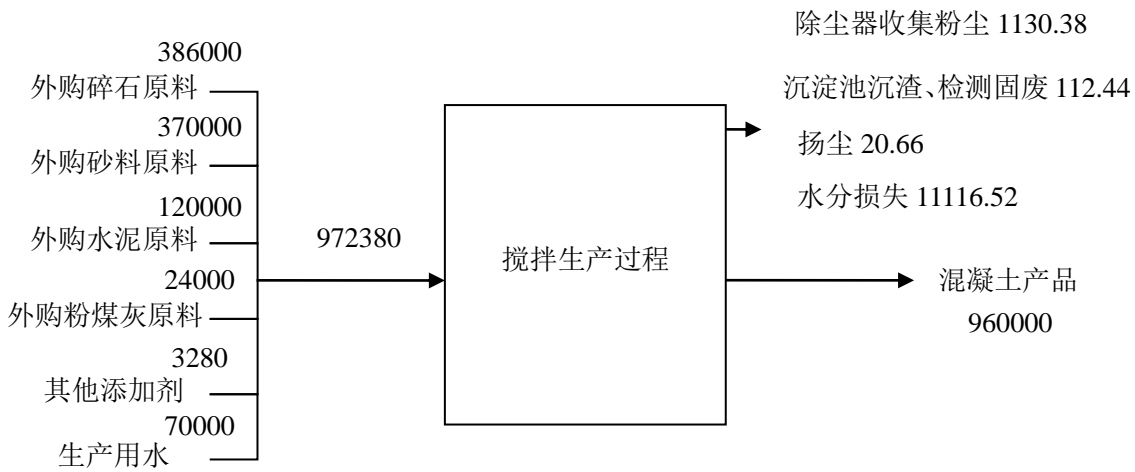 386000
外购碎石原料
370000
外购砂料原料
120000
外购水泥原料
24000
外购粉煤灰原料
3280
其他添加剂
70000
生产用水
972380
搅拌生产过程
除尘器收集粉尘 1130.38
沉淀池沉渣、检测固废 112.44
扬尘 20.66
水分损失 11116.52
混凝土产品
960000